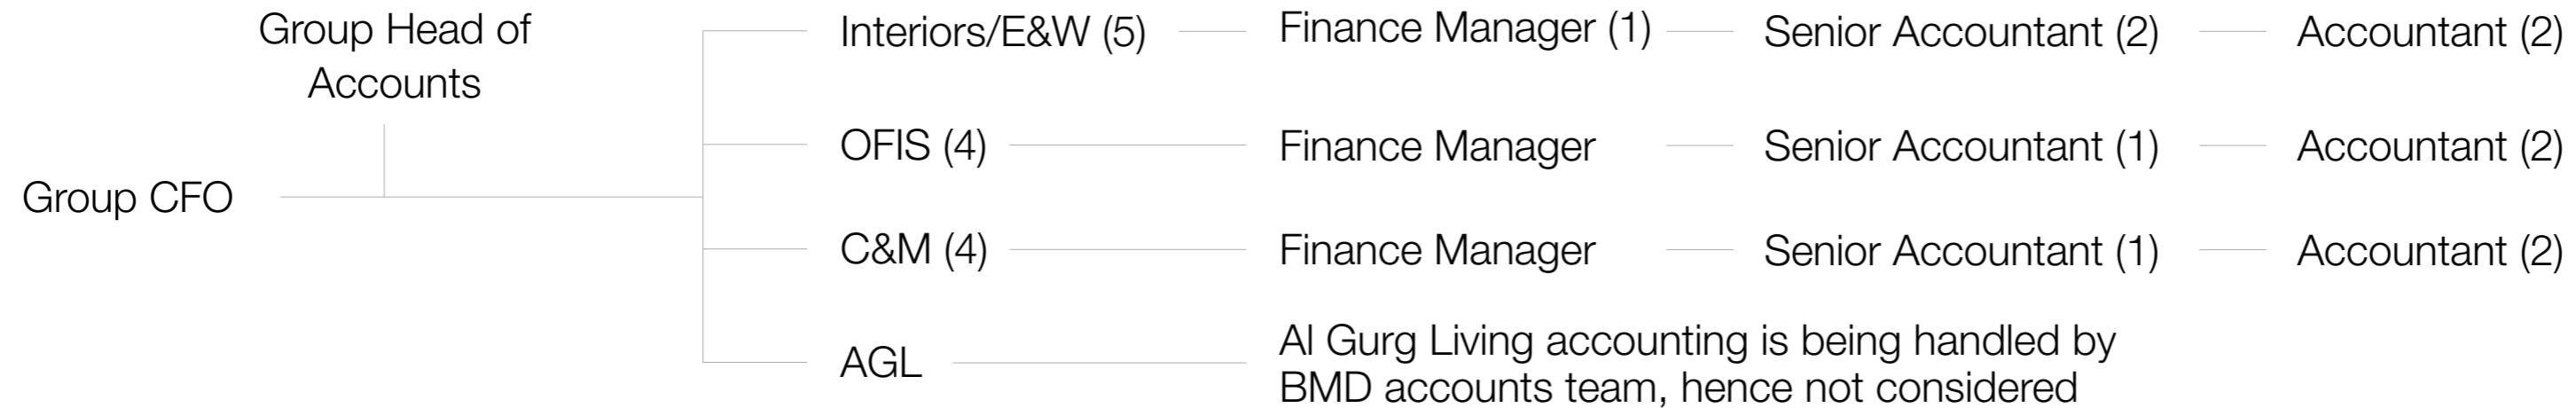 Group Head of
Accounts
Group CFO
Interiors/E&W (5)
Finance Manager (1)
Senior Accountant (2)
Accountant (2)
OFIS (4)
Finance Manager
Senior Accountant (1)
Accountant (2)
C&M (4)
Finance Manager
Senior Accountant (1)
Accountant (2)
AGL
Al Gurg Living accounting is being handled by
BMD accounts team, hence not considered